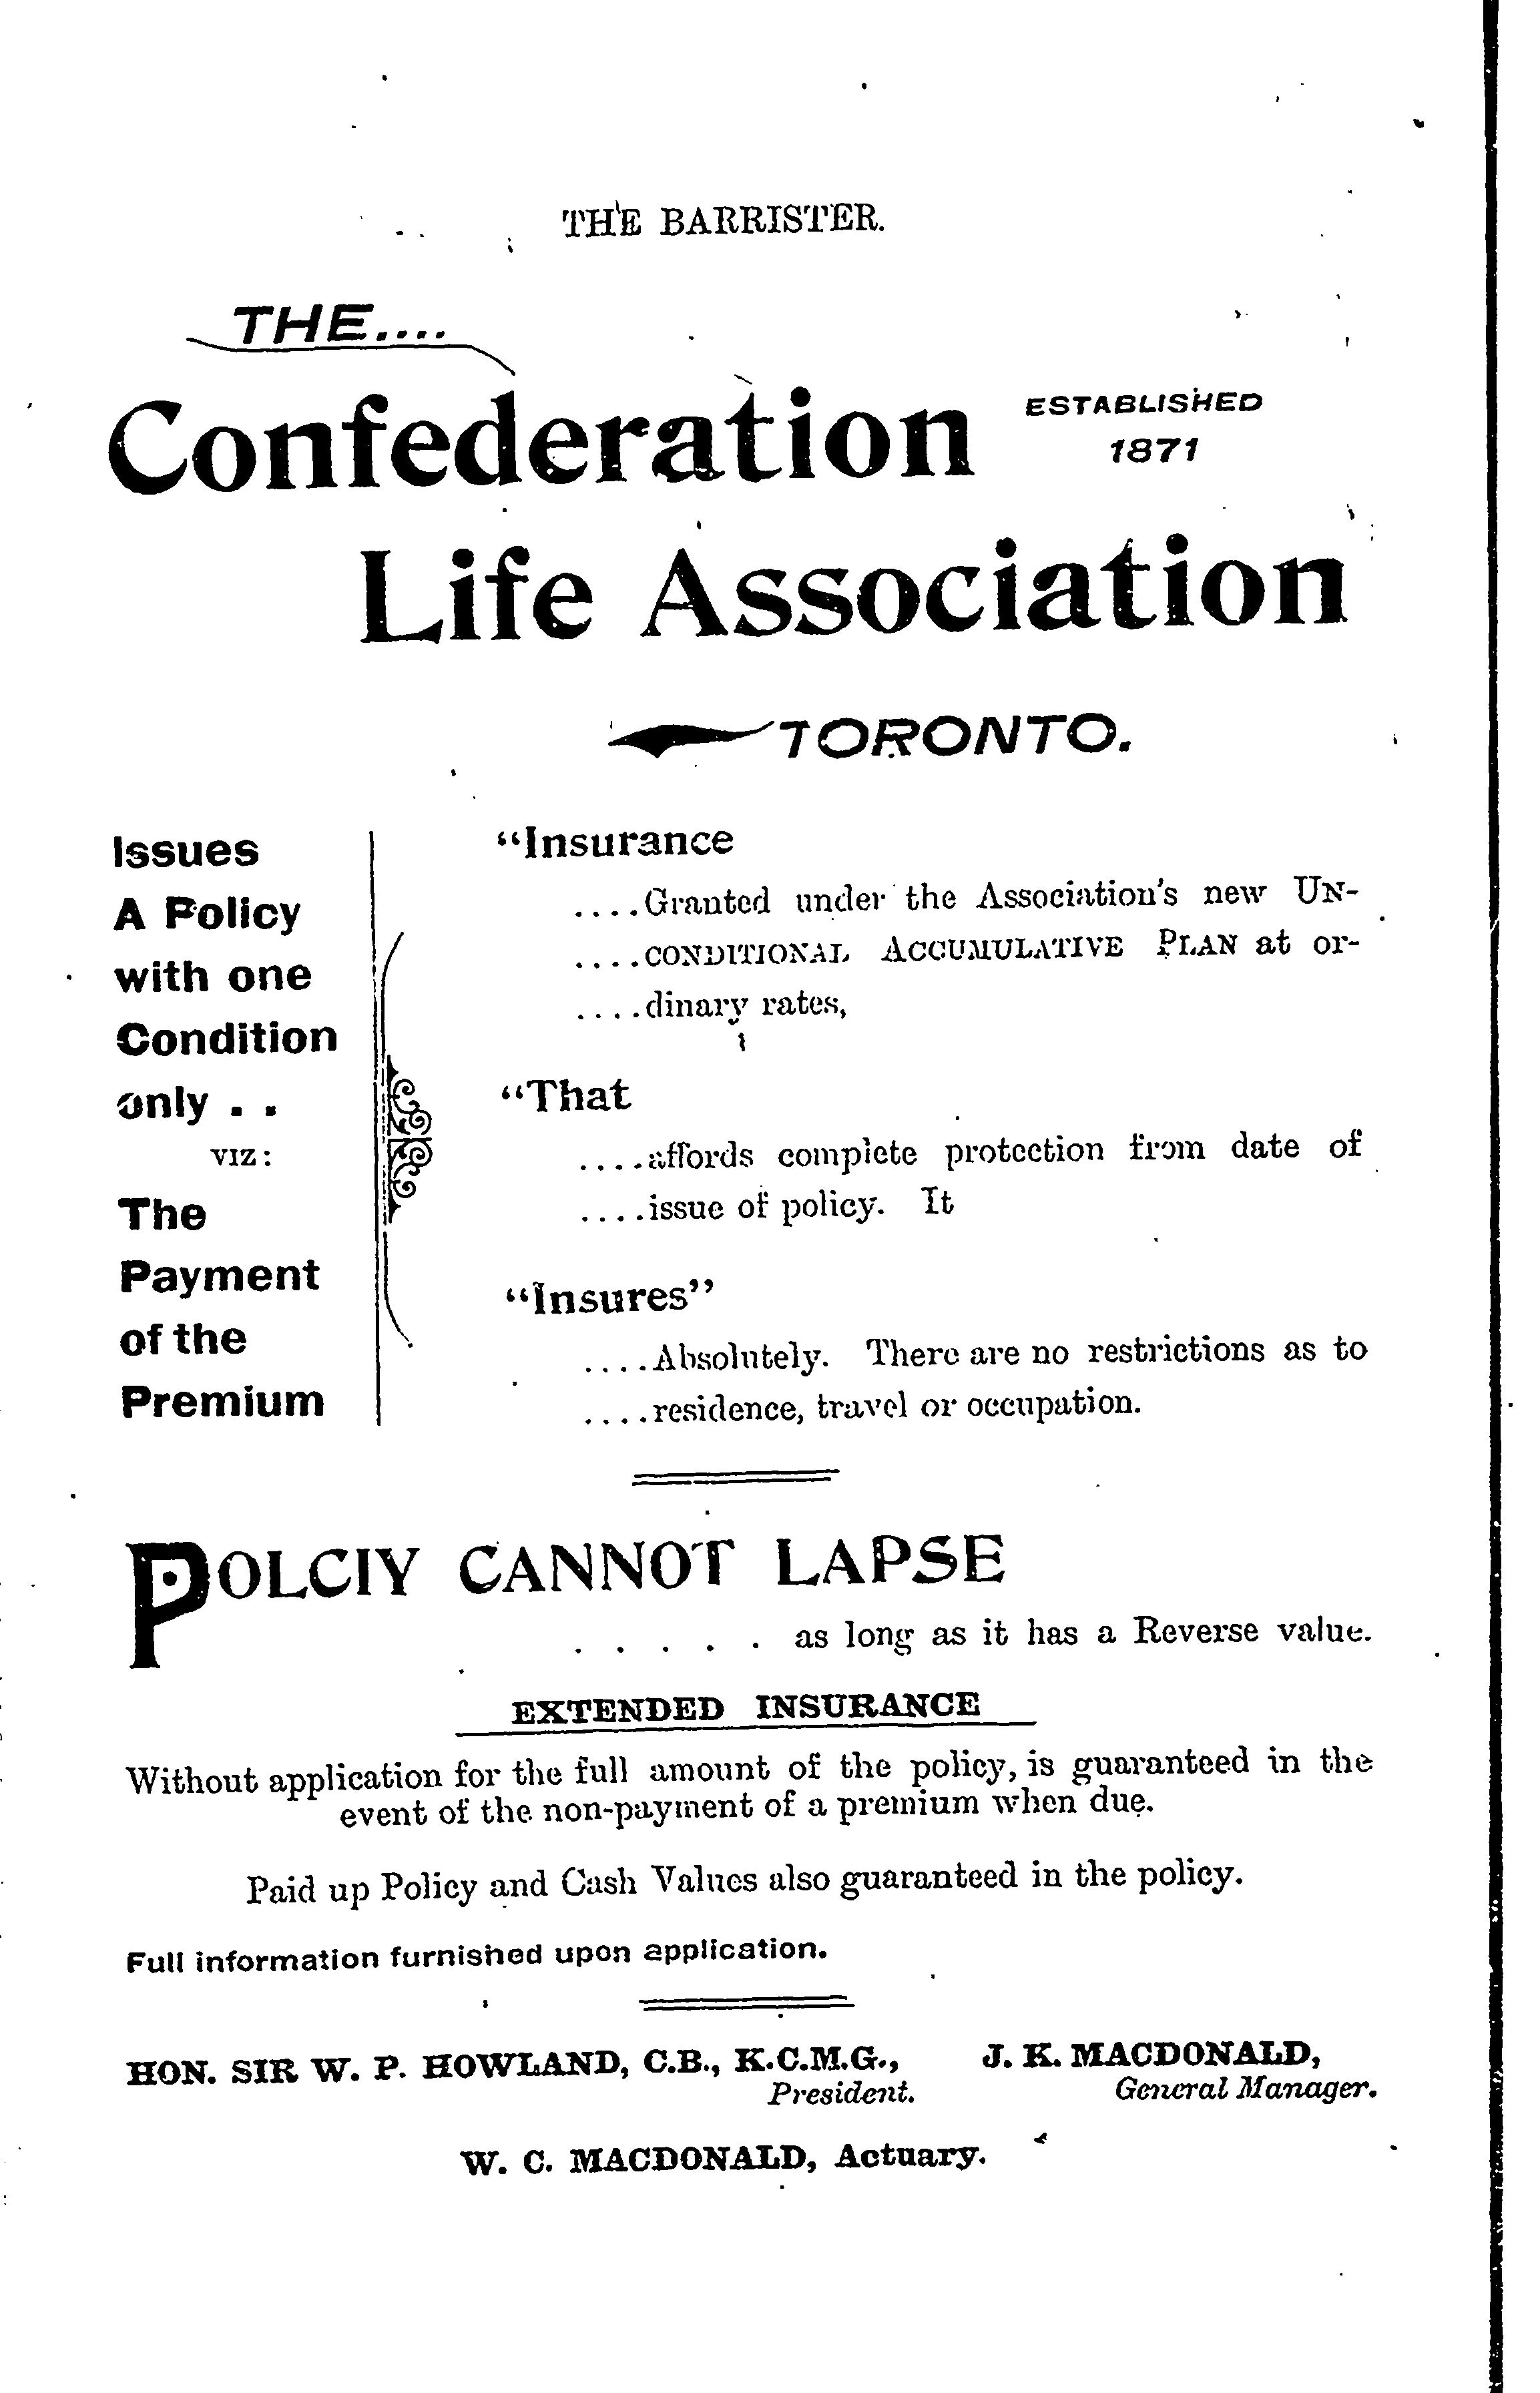 THE BARRISTER.
THE....
Confederation
ESTABLISHED
1871
Life Association
TORONTO.
Issues
A Policy
with one
Condition
only . .
VIZ:
The
Payment
of the
Premium
“Insurance
....Granted under the Association's new UN-
....CONDITIONAL ACCUMULATIVE PLAN at or-
....dinary rates,
“That
....affords complete protection from date of
....issue of policy. It
“Insures”
....Absolutely. There are no restrictions as to
....residence, travel or occupation.
POLCIY CANNOT LAPSE
. . . . . as long as it has a Reverse value.
EXTENDED INSURANCE
Without application for the full amount of the policy, is guaranteed in the
event of the non-payment of a premium when due.
Paid up Policy and Cash Values also guaranteed in the policy.
Full information furnished upon application.
HON. SIR W. P. HOWLAND, C.B., K.C.M.G.,
President.
J. K. MACDONALD,
General Manager.
W. C. MACDONALD, Actuary.